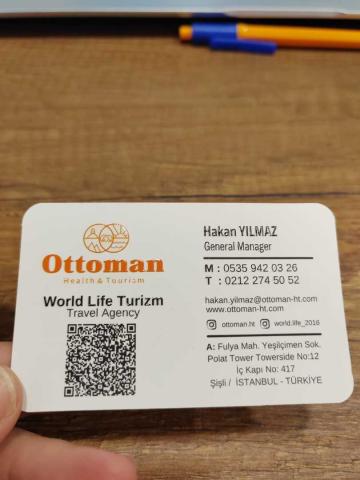 Ottoman
Health & Tourism
World Life Turizm
Travel Agency
Hakan YILMAZ
General Manager
M : 0535 942 03 26
T : 0212 274 50 52
hakan.yilmaz@ottoman-ht.com
www.ottoman-ht.com
ottoman.ht world.life_2016
A: Fulya Mah. Yeşilçimen Sok.
Polat Tower Towerside No:12
İç Kapı No: 417
Şişli / İSTANBUL - TÜRKİYE